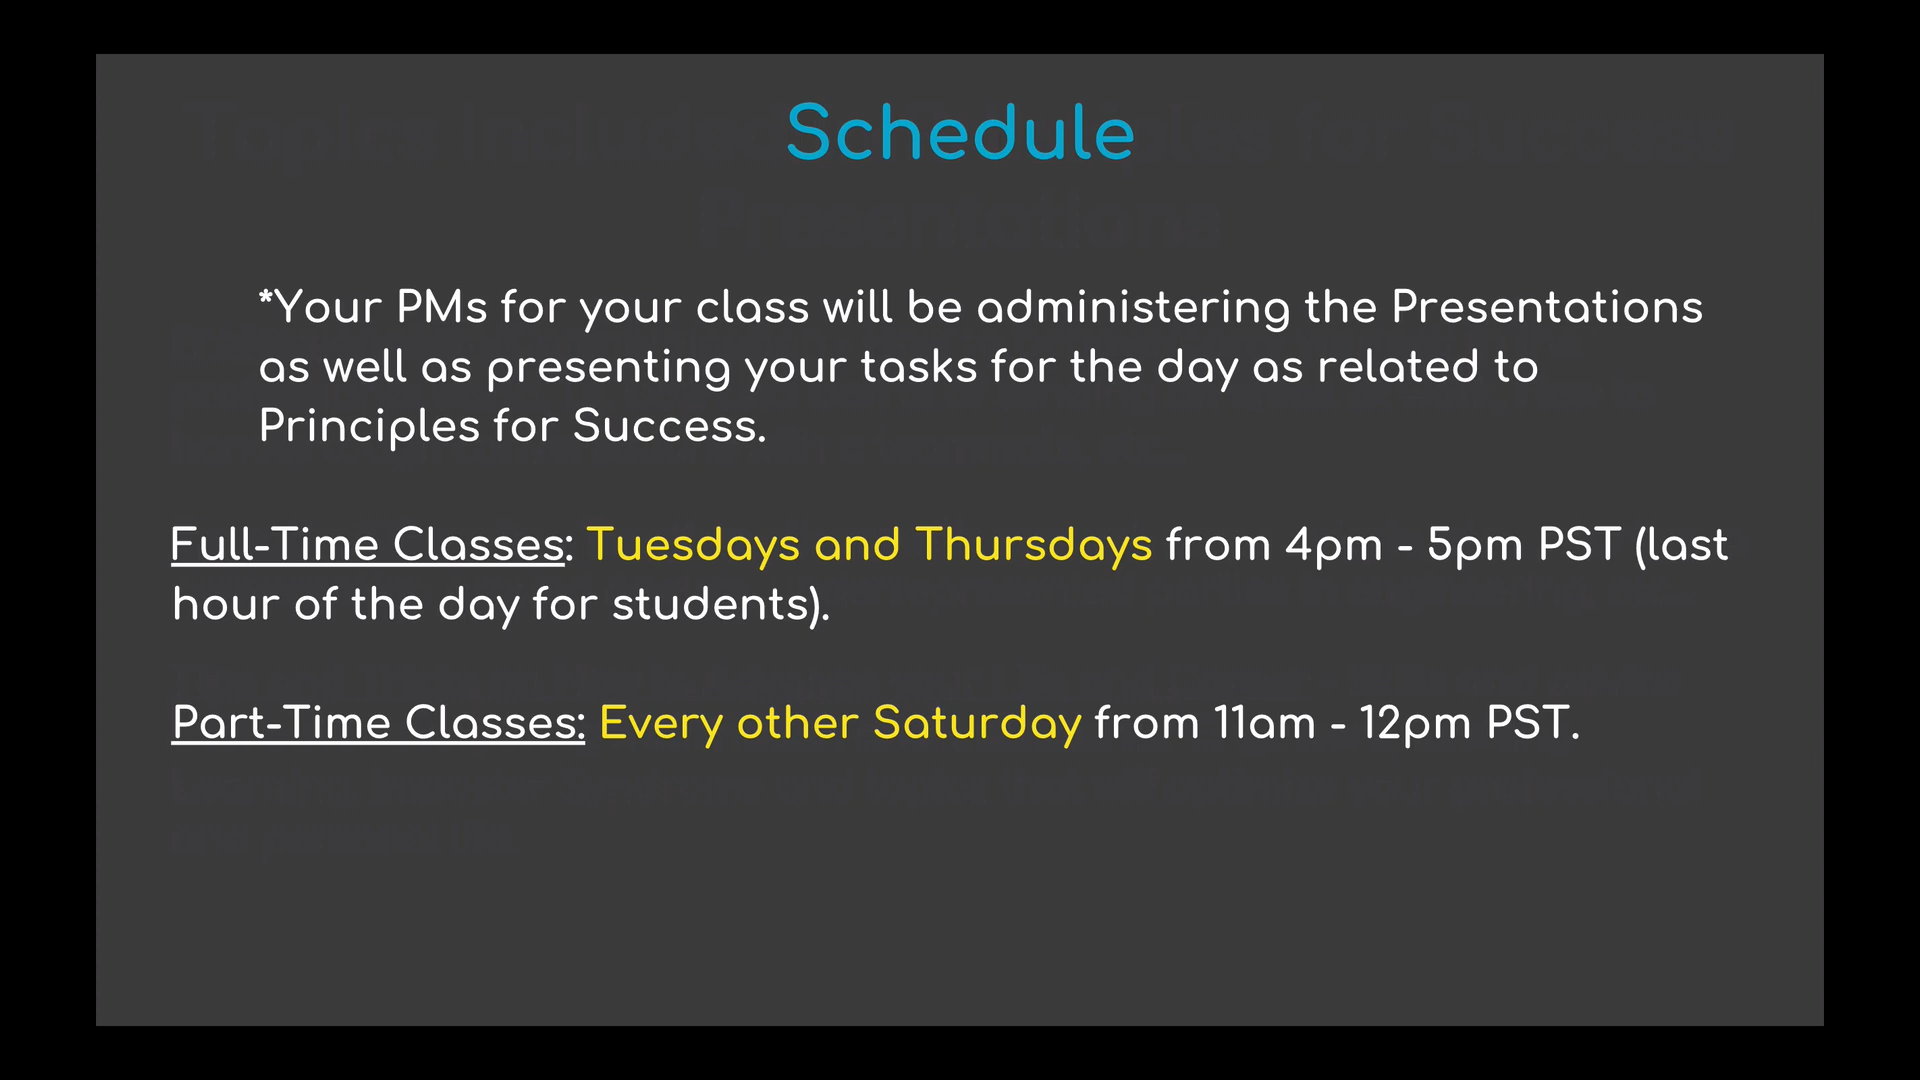 Schedule
*Your PMs for your class will be administering the Presentations
as well as presenting your tasks for the day as related to
Principles for Success.
Full-Time Classes: Tuesdays and Thursdays from 4pm - 5pm PST (last
hour of the day for students).
Part-Time Classes: Every other Saturday from 11am - 12pm PST.